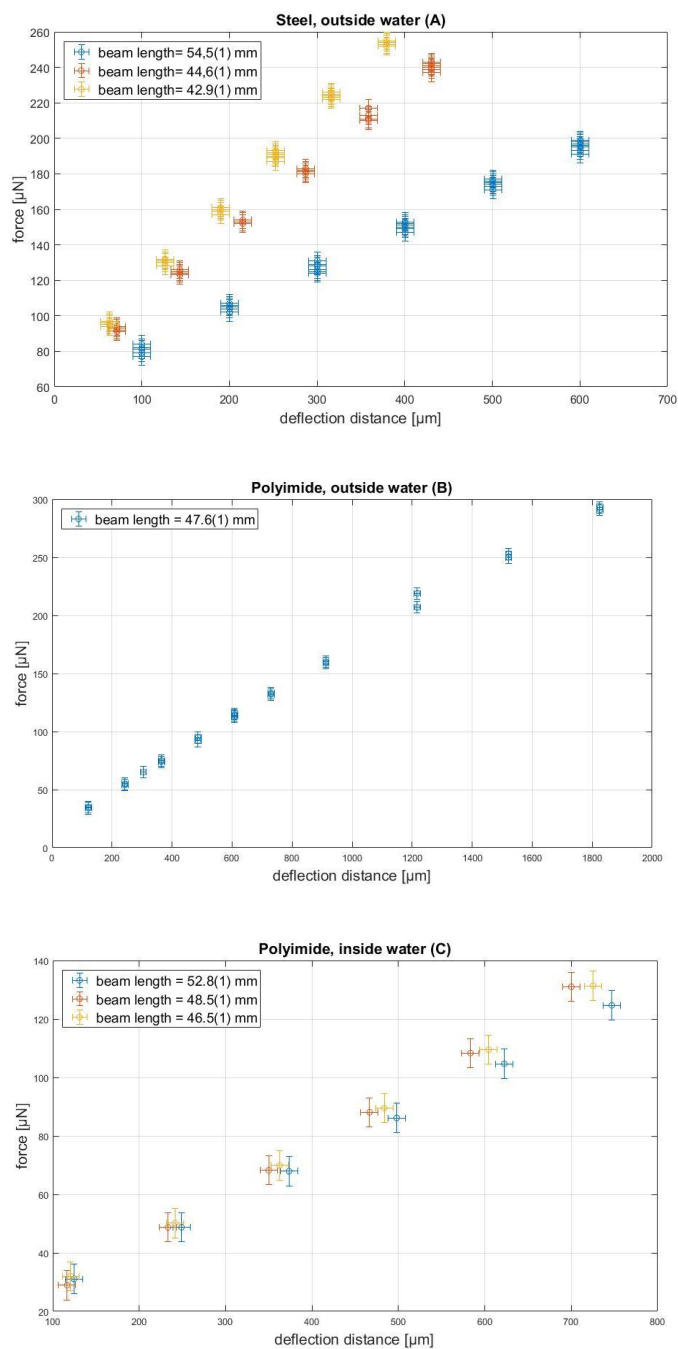 Steel, outside water (A)
beam length= 54,5(1) mm
beam length= 44,6(1) mm
beam length= 42.9(1) mm
force [µN]
260
240
220
200
180
160
140
120
100
80
60
0 100 200 300 400 500 600 700
deflection distance [µm]
Polyimide, outside water (B)
beam length = 47.6(1) mm
force [µN]
300
250
200
150
100
50
0
0 200 400 600 800 1000 1200 1400 1600 1800 2000
deflection distance [µm]
Polyimide, inside water (C)
beam length = 52.8(1) mm
beam length = 48.5(1) mm
beam length = 46.5(1) mm
force [µN]
140
120
100
80
60
40
20
100 200 300 400 500 600 700 800
deflection distance [µm]